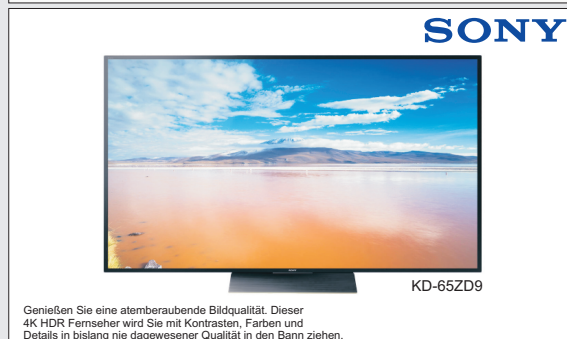 SONY
KD-65ZD9
Genießen Sie eine atemberaubende Bildqualität. Dieser
4K HDR Fernseher wird Sie mit Kontrasten, Farben und
Details in bislang nie dagewesener Qualität in den Bann ziehen.